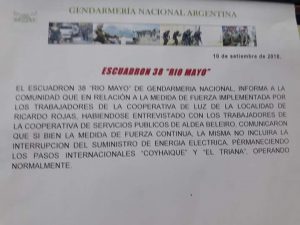 GENDARMERÍA NACIONAL ARGENTINA
10 de setiembre de 2018.
ESCUADRON 38 "RIO MAYO"
EL ESCUADRON 38 "RIO MAYO" DE GENDARMERIA NACIONAL, INFORMA A LA
COMUNIDAD QUE EN RELACIÓN A LA MEDIDA DE FUERZA IMPLEMENTADA POR
LOS TRABAJADORES DE LA COOPERATIVA DE LUZ DE LA LOCALIDAD DE
RICARDO ROJAS, HABIENDOSE ENTREVISTADO CON LOS TRABAJADORES DE
LA COOPERATIVA DE SERVICIOS PUBLICOS DE ALDEA BELEIRO, COMUNICARON
QUE SI BIEN LA MEDIDA DE FUERZA CONTINUA, LA MISMA NO INCLUIRA LA
INTERRUPCION DEL SUMINISTRO DE ENERGIA ELECTRICA, PERMANECIENDO
LOS PASOS INTERNACIONALES "COYHAIQUE" Y "EL TRIANA", OPERANDO
NORMALMENTE.